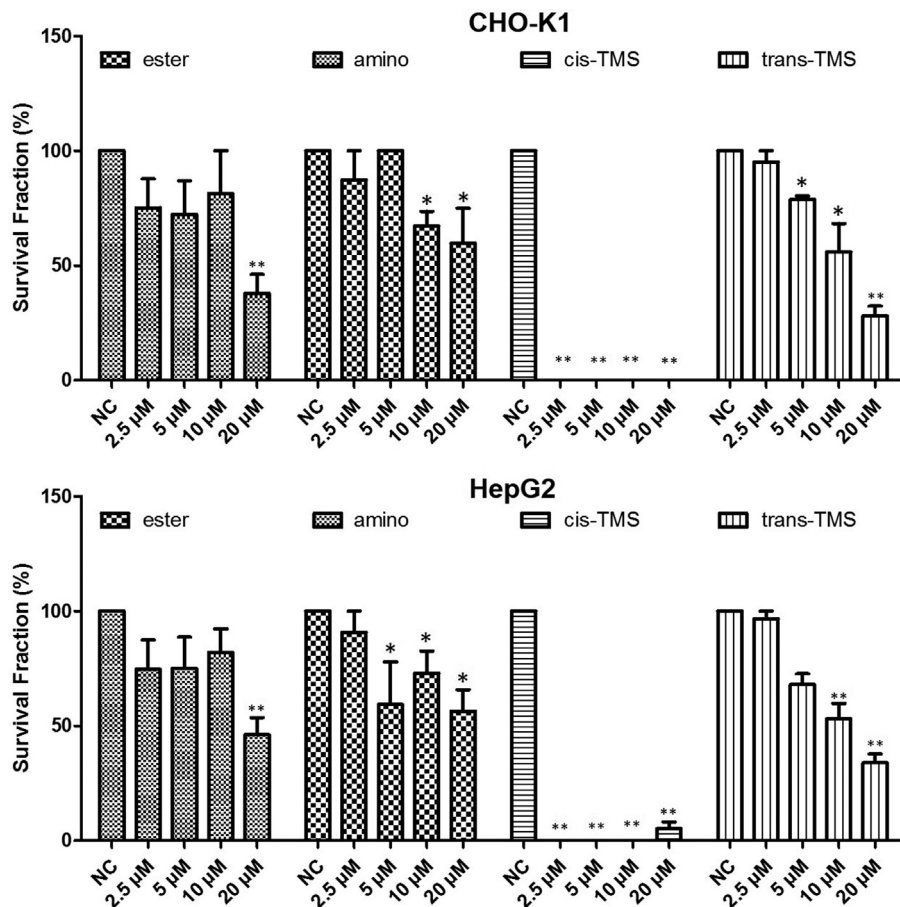 CHO-K1
150
ester
amino
cis-TMS
trans-TMS
100
50
0
Survival Fraction (%)
**
*
*
**
**
**
**
*
*
**
NC
2.5 µM
5 µM
10 µM
20 µM
NC
2.5 µM
5 µM
10 µM
20 µM
NC
2.5 µM
5 µM
10 µM
20 µM
NC
2.5 µM
5 µM
10 µM
20 µM
HepG2
150
ester
amino
cis-TMS
trans-TMS
100
50
0
Survival Fraction (%)
**
*
*
*
**
**
**
**
**
**
NC
2.5 µM
5 µM
10 µM
20 µM
NC
2.5 µM
5 µM
10 µM
20 µM
NC
2.5 µM
5 µM
10 µM
20 µM
NC
2.5 µM
5 µM
10 µM
20 µM